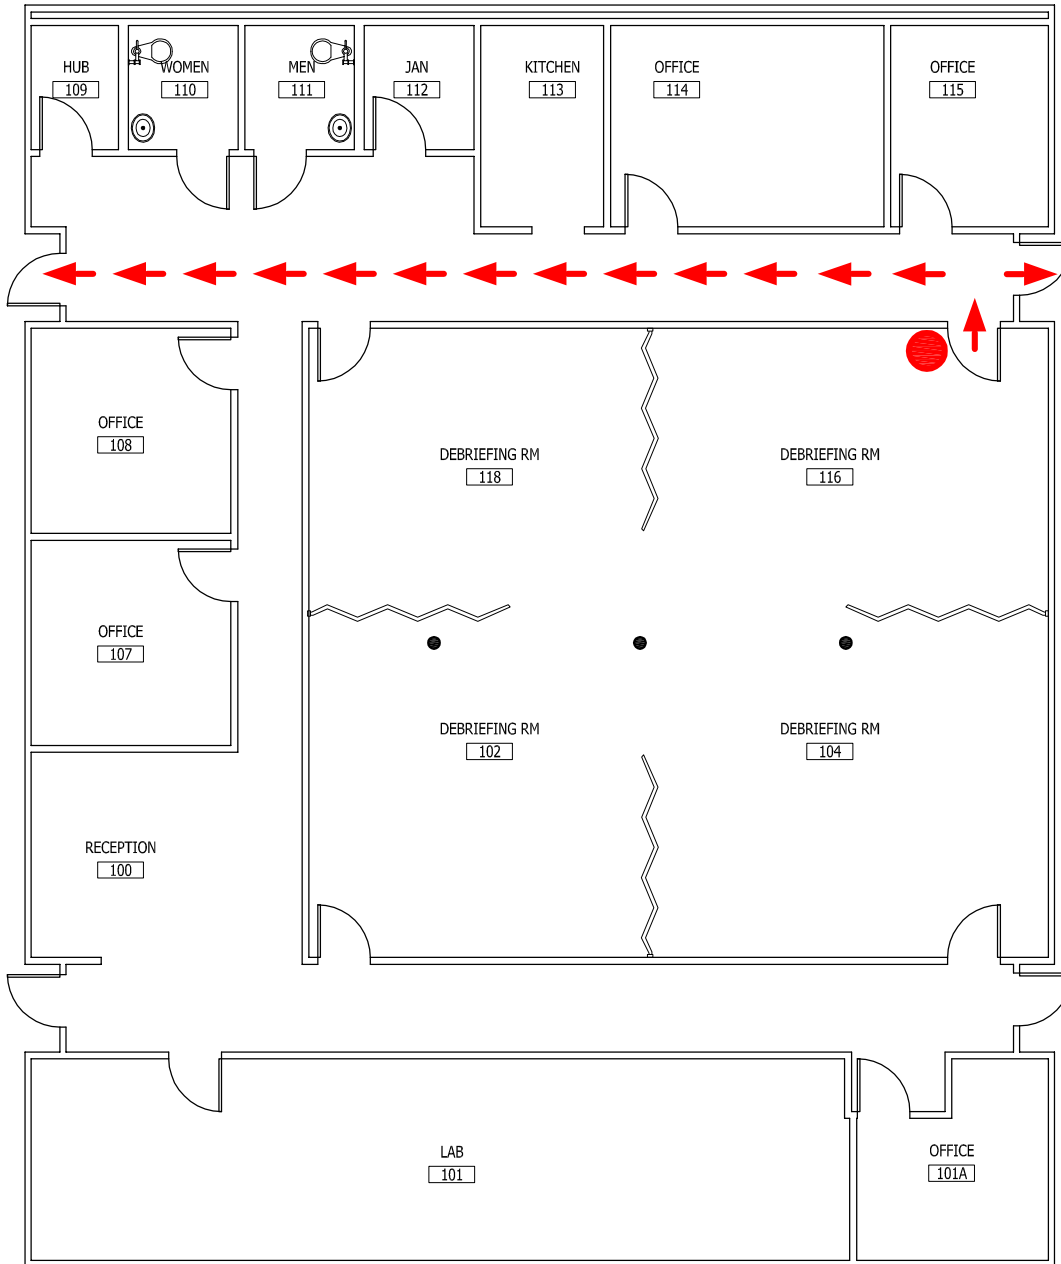 HUB
109
WOMEN
110
MEN
111
JAN
112
KITCHEN
113
OFFICE
114
OFFICE
115
OFFICE
108
DEBRIEFING RM
118
DEBRIEFING RM
116
OFFICE
107
DEBRIEFING RM
102
DEBRIEFING RM
104
RECEPTION
100
LAB
101
OFFICE
101A